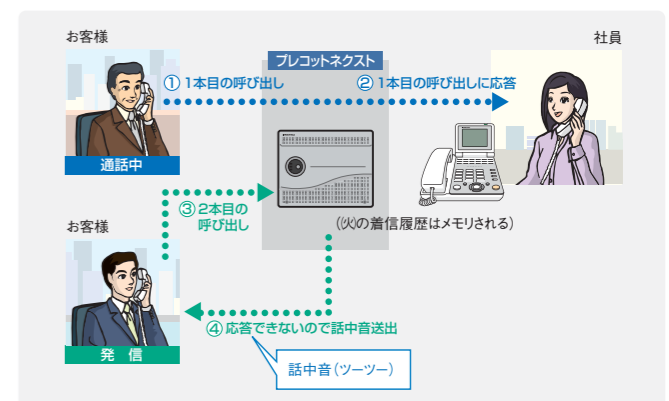 お客様
社員
プレコットネクスト
① 1本目の呼び出し
② 1本目の呼び出しに応答
通話中
③ 2本目の
呼び出し
(㈫の着信履歴はメモリされる)
お客様
④ 応答できないので話中音送出
発 信
話中音(ツーツー)